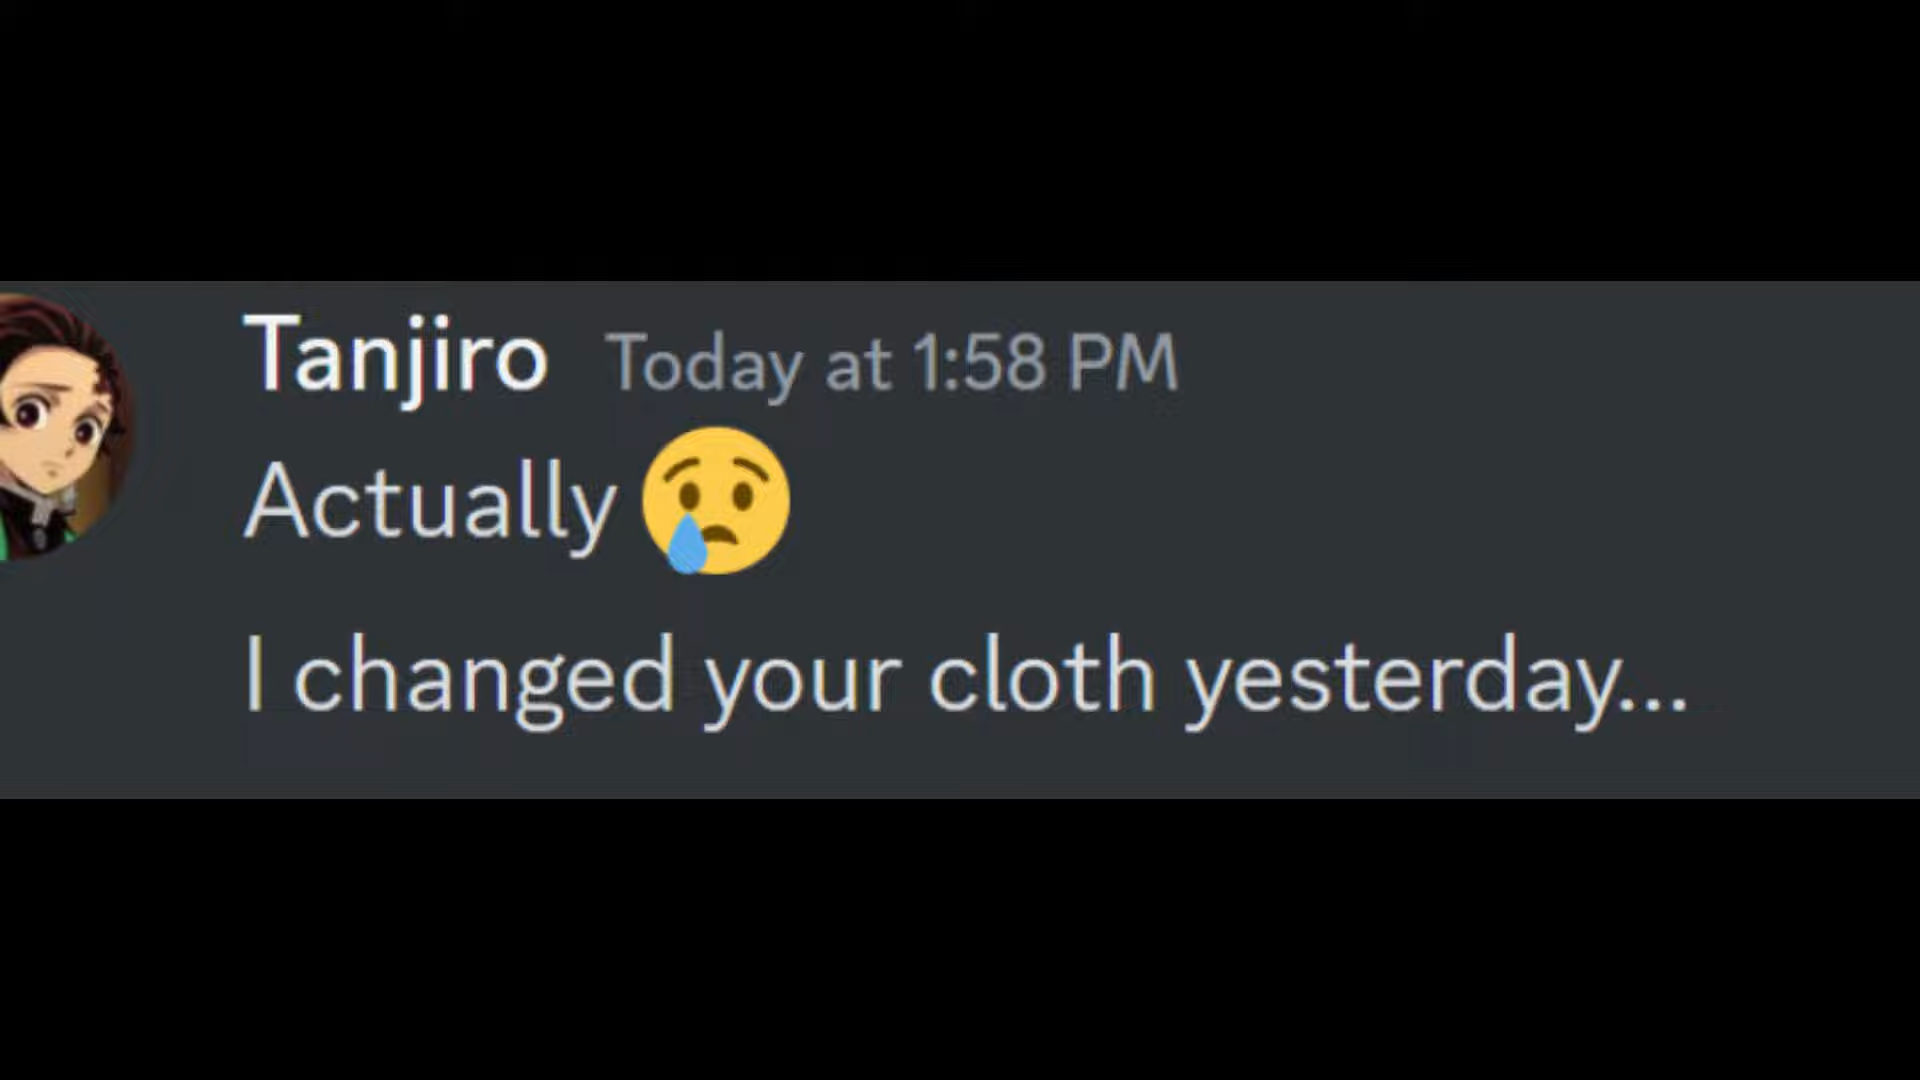 Tanjiro Today at 1:58 PM
Actually 😢
I changed your cloth yesterday...